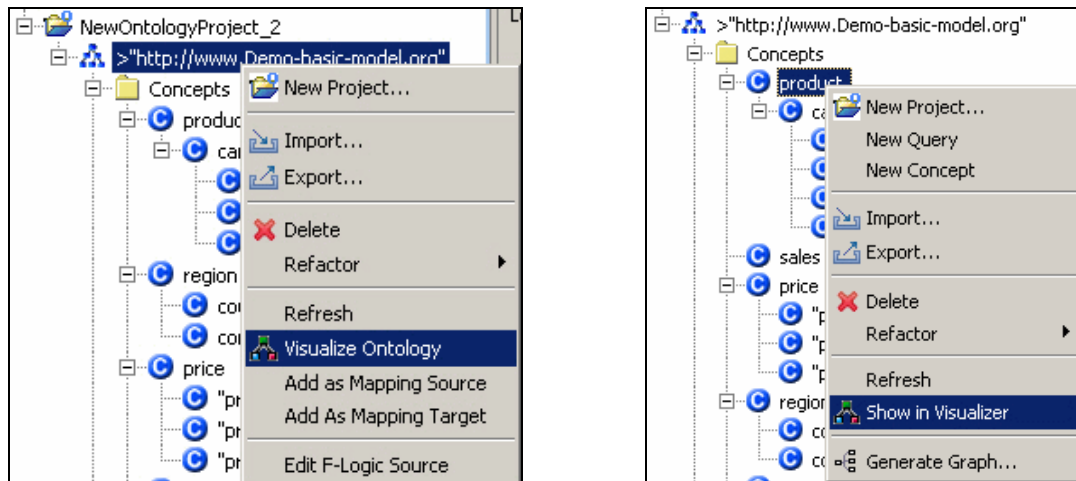 NewOntologyProject_2
>"http://www.Demo-basic-model.org"
Concepts
New Project...
Import...
Export...
region
Delete
Refactor
Refresh
price
Visualize Ontology
Add as Mapping Source
Add As Mapping Target
Edit F-Logic Source
>"http://www.Demo-basic-model.org"
Concepts
product
New Project...
New Query
New Concept
Import...
Export...
sales
price
Delete
Refactor
Refresh
region
Show in Visualizer
Generate Graph...